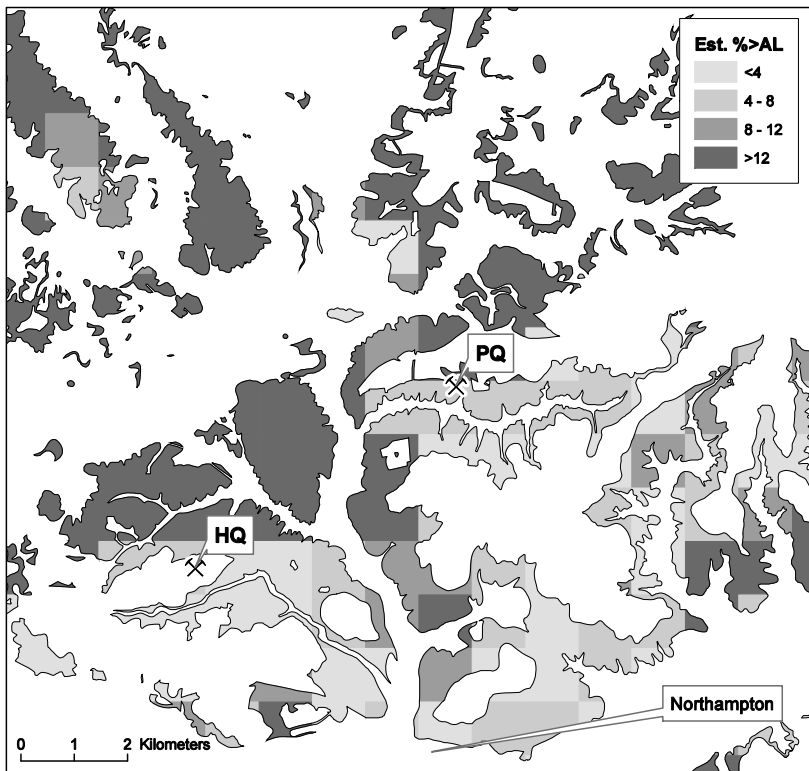 Est. %>AL
<4
4 - 8
8 - 12
>12
PQ
HQ
Northampton
0 1 2 Kilometers